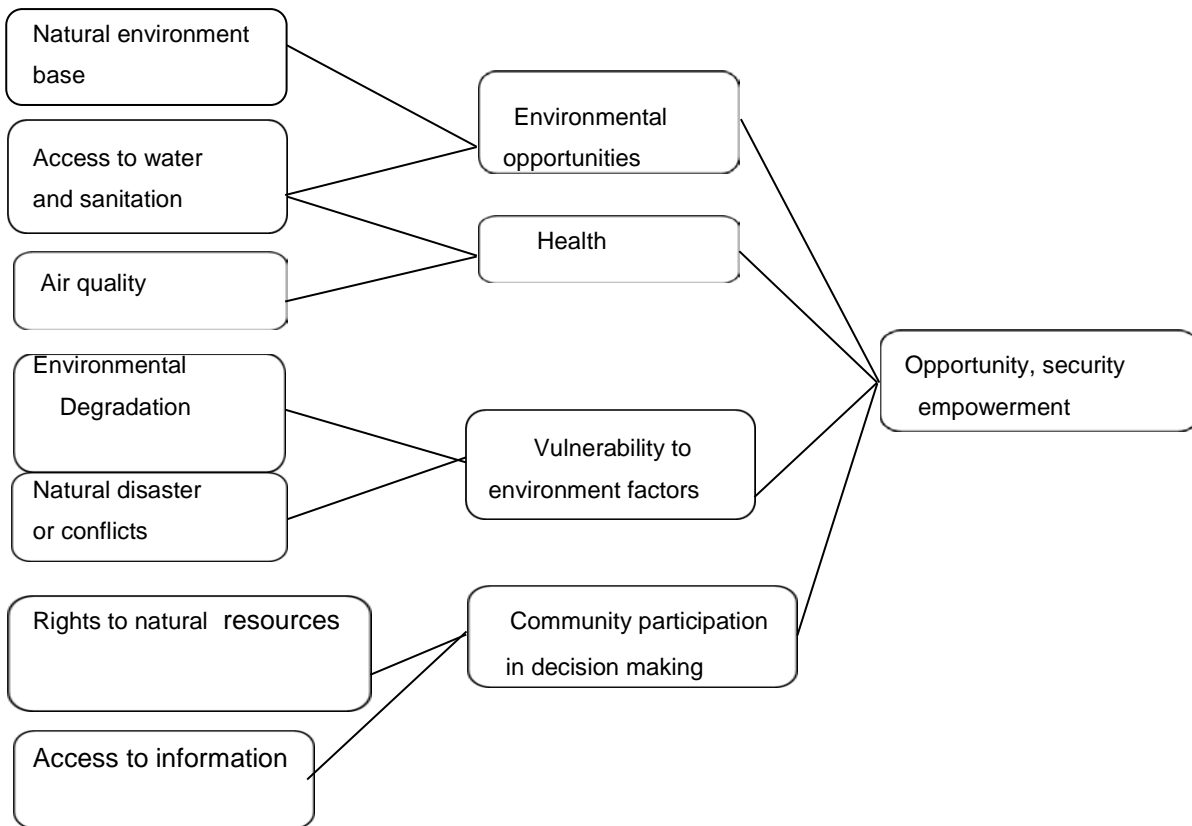 Natural environment
base
Access to water
and sanitation
Air quality
Environmental
Degradation
Natural disaster
or conflicts
Rights to natural resources
Access to information
Environmental
opportunities
Health
Vulnerability to
environment factors
Community participation
in decision making
Opportunity, security
empowerment